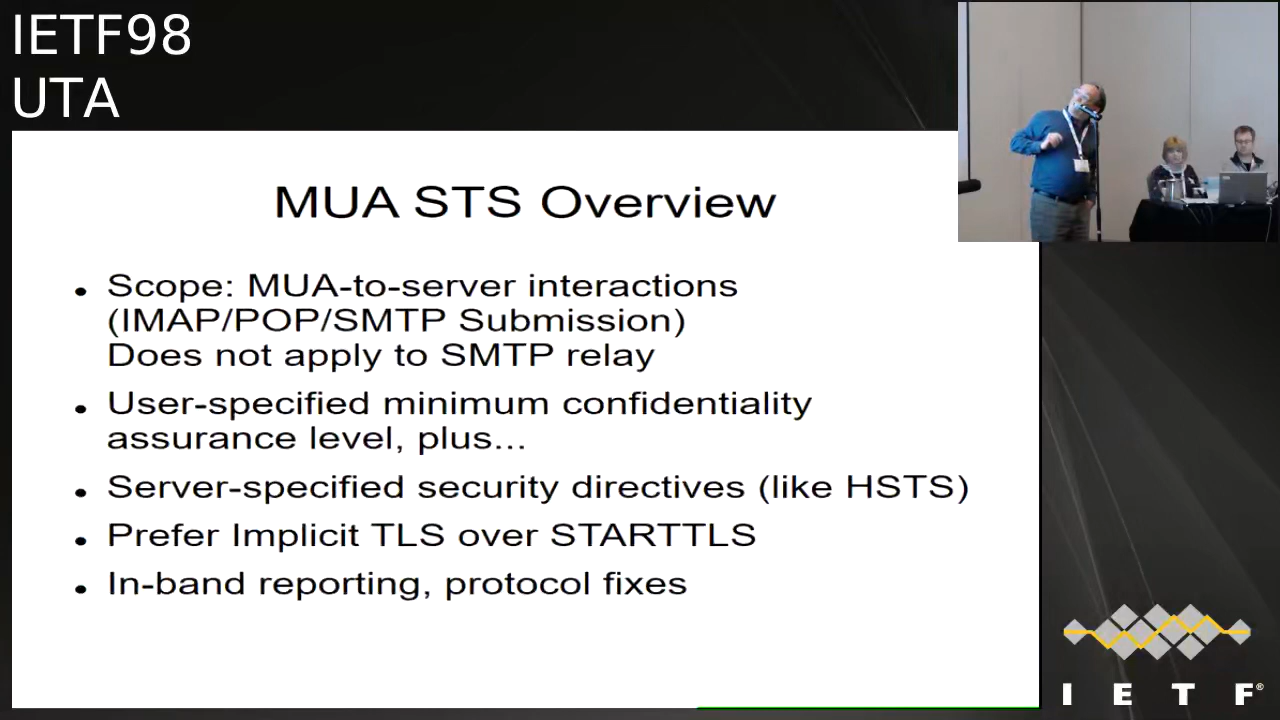 IETF98
UTA
MUA STS Overview
• Scope: MUA-to-server interactions
(IMAP/POP/SMTP Submission)
Does not apply to SMTP relay
• User-specified minimum confidentiality
assurance level, plus...
• Server-specified security directives (like HSTS)
• Prefer Implicit TLS over STARTTLS
• In-band reporting, protocol fixes
I E T F®